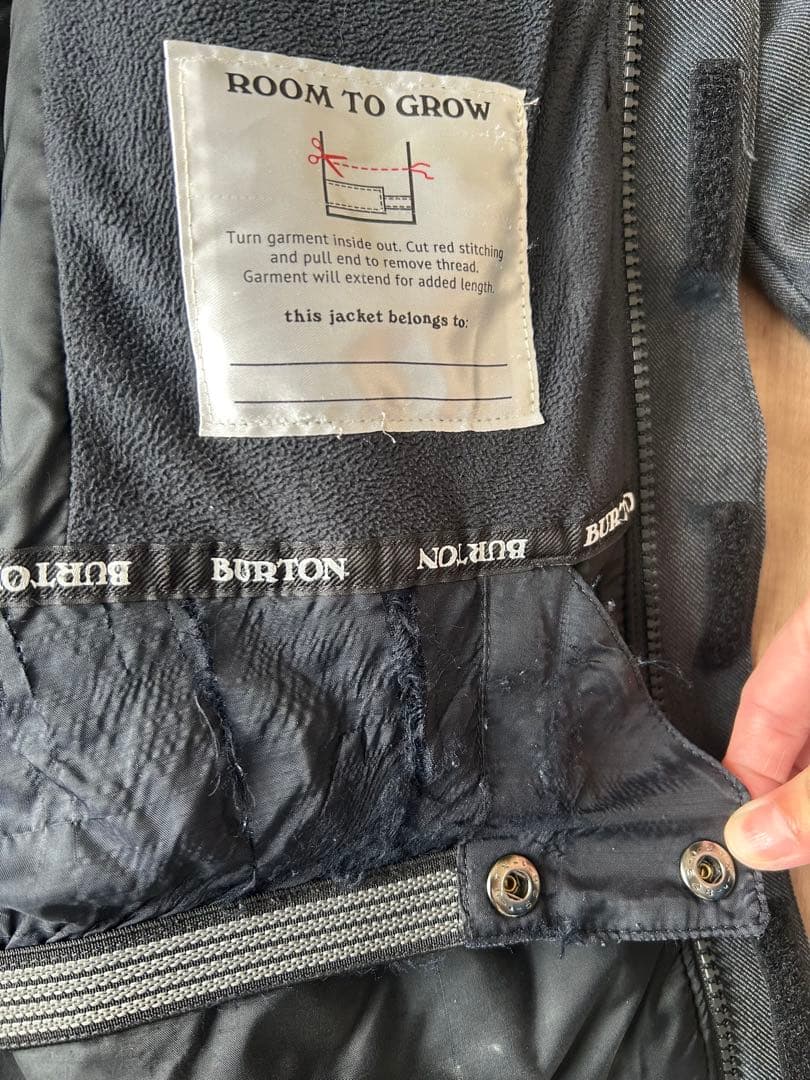 ROOM TO GROW
Turn garment inside out. Cut red stitching
and pull end to remove thread.
Garment will extend for added length.
this jacket belongs to:
BURTON BURTON BURTON BURTO